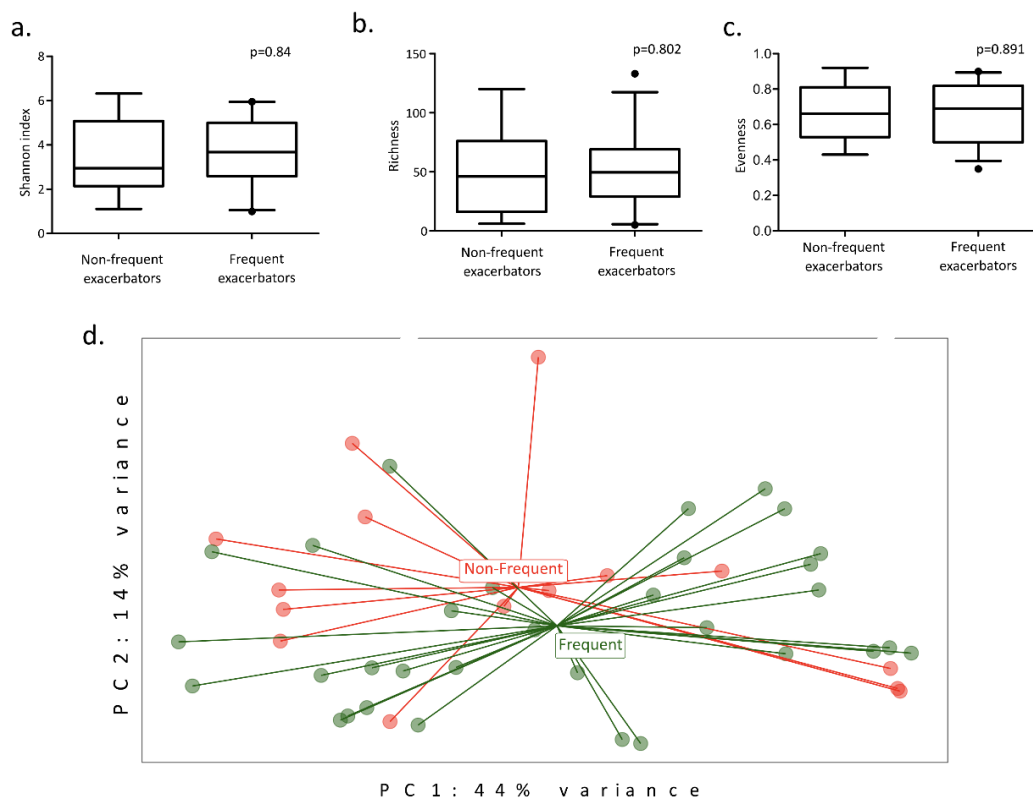 a.
p=0.84
8
6
4
2
0
Shannon index
Non-frequent
exacerbators
Frequent
exacerbators
b.
p=0.802
150
100
50
0
Richness
Non-frequent
exacerbators
Frequent
exacerbators
c.
p=0.891
1.0
0.8
0.6
0.4
0.2
0.0
Evenness
Non-frequent
exacerbators
Frequent
exacerbators
d.
PC2: 14% variance
Non-Frequent
Frequent
PC1: 44% variance